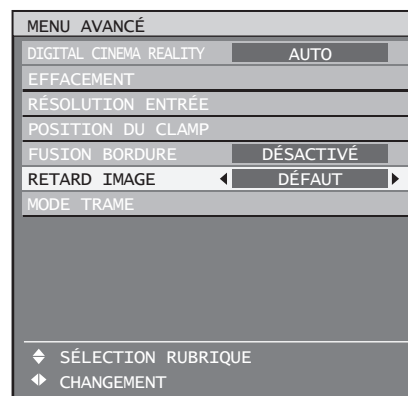 MENU AVANCÉ
DIGITAL CINEMA REALITY AUTO
EFFACEMENT
RÉSOLUTION ENTRÉE
POSITION DU CLAMP
FUSION BORDURE DÉSACTIVÉ
RETARD IMAGE DÉFAUT
MODE TRAME
SÉLECTION RUBRIQUE
CHANGEMENT